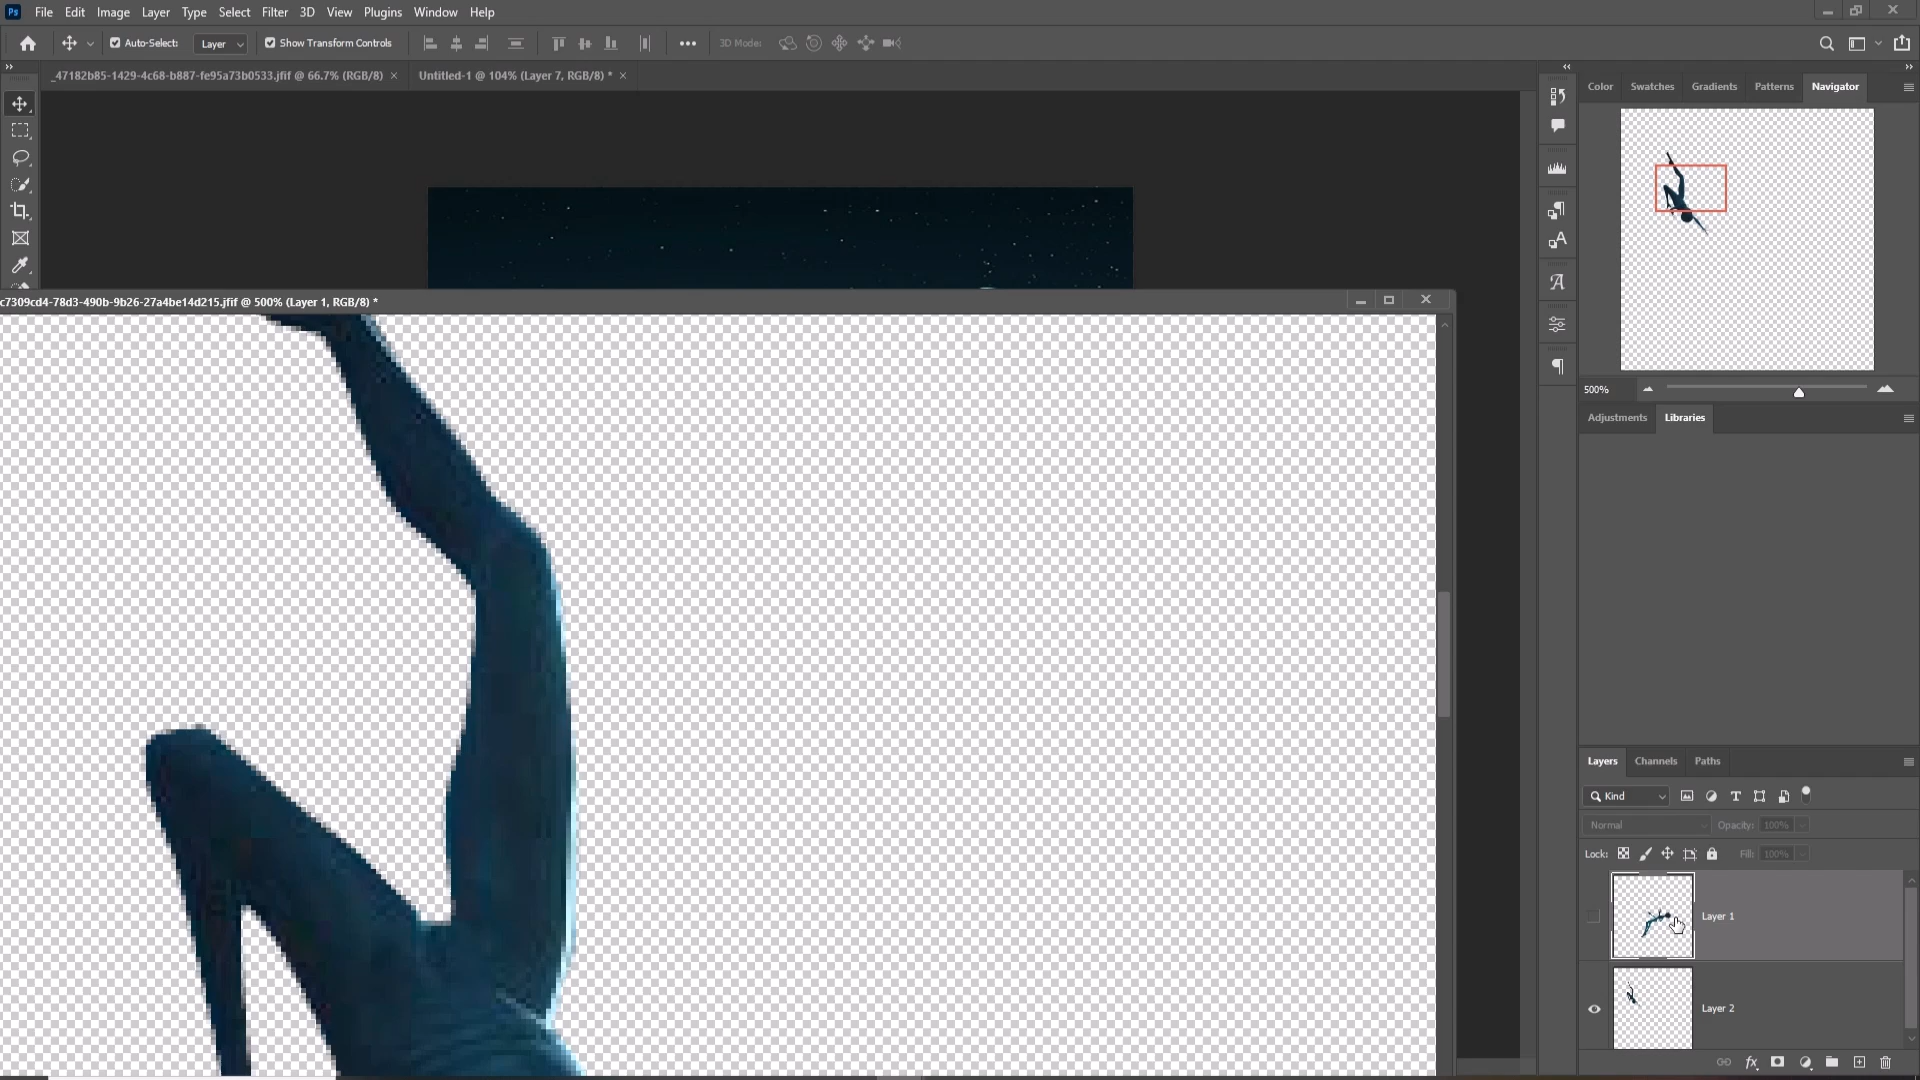 Ps File Edit Image Layer Type Select Filter 3D View Plugins Window Help
Auto-Select: Layer Show Transform Controls 3D Mode:
_47182b85-1429-4c68-b887-fe95a73b0533.jfif @ 66.7% (RGB/8) × Untitled-1 @ 104% (Layer 7, RGB/8) * ×
Color Swatches Gradients Patterns Navigator
c7309cd4-78d3-490b-9b26-27a4be14d215.jfif @ 500% (Layer 1, RGB/8) *
500%
Adjustments Libraries
Layers Channels Paths
Kind
Normal Opacity: 100%
Lock: Fill: 100%
Layer 1
Layer 2
fx